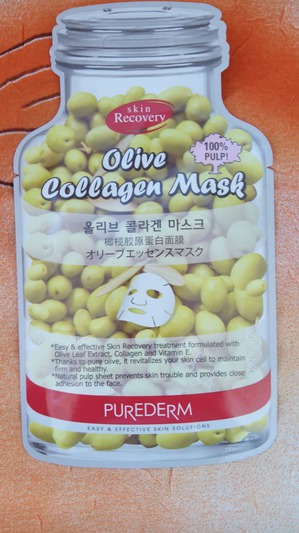 skin
Recovery
100%
PULP!
Olive
Collagen Mask
올리브 콜라겐 마스크
橄榄胶原蛋白面膜
オリーブエッセンスマスク
*Easy & effective Skin Recovery treatment formulated with
Olive Leaf Extract, Collagen and Vitamin E.
*Thanks to pure olive, it revitalizes your skin cell to maintain
firm and healthy.
*Natural pulp sheet prevents skin trouble and provides close
adhesion to the face.
PUREDERM
EASY & EFFECTIVE SKIN SOLUTIONS